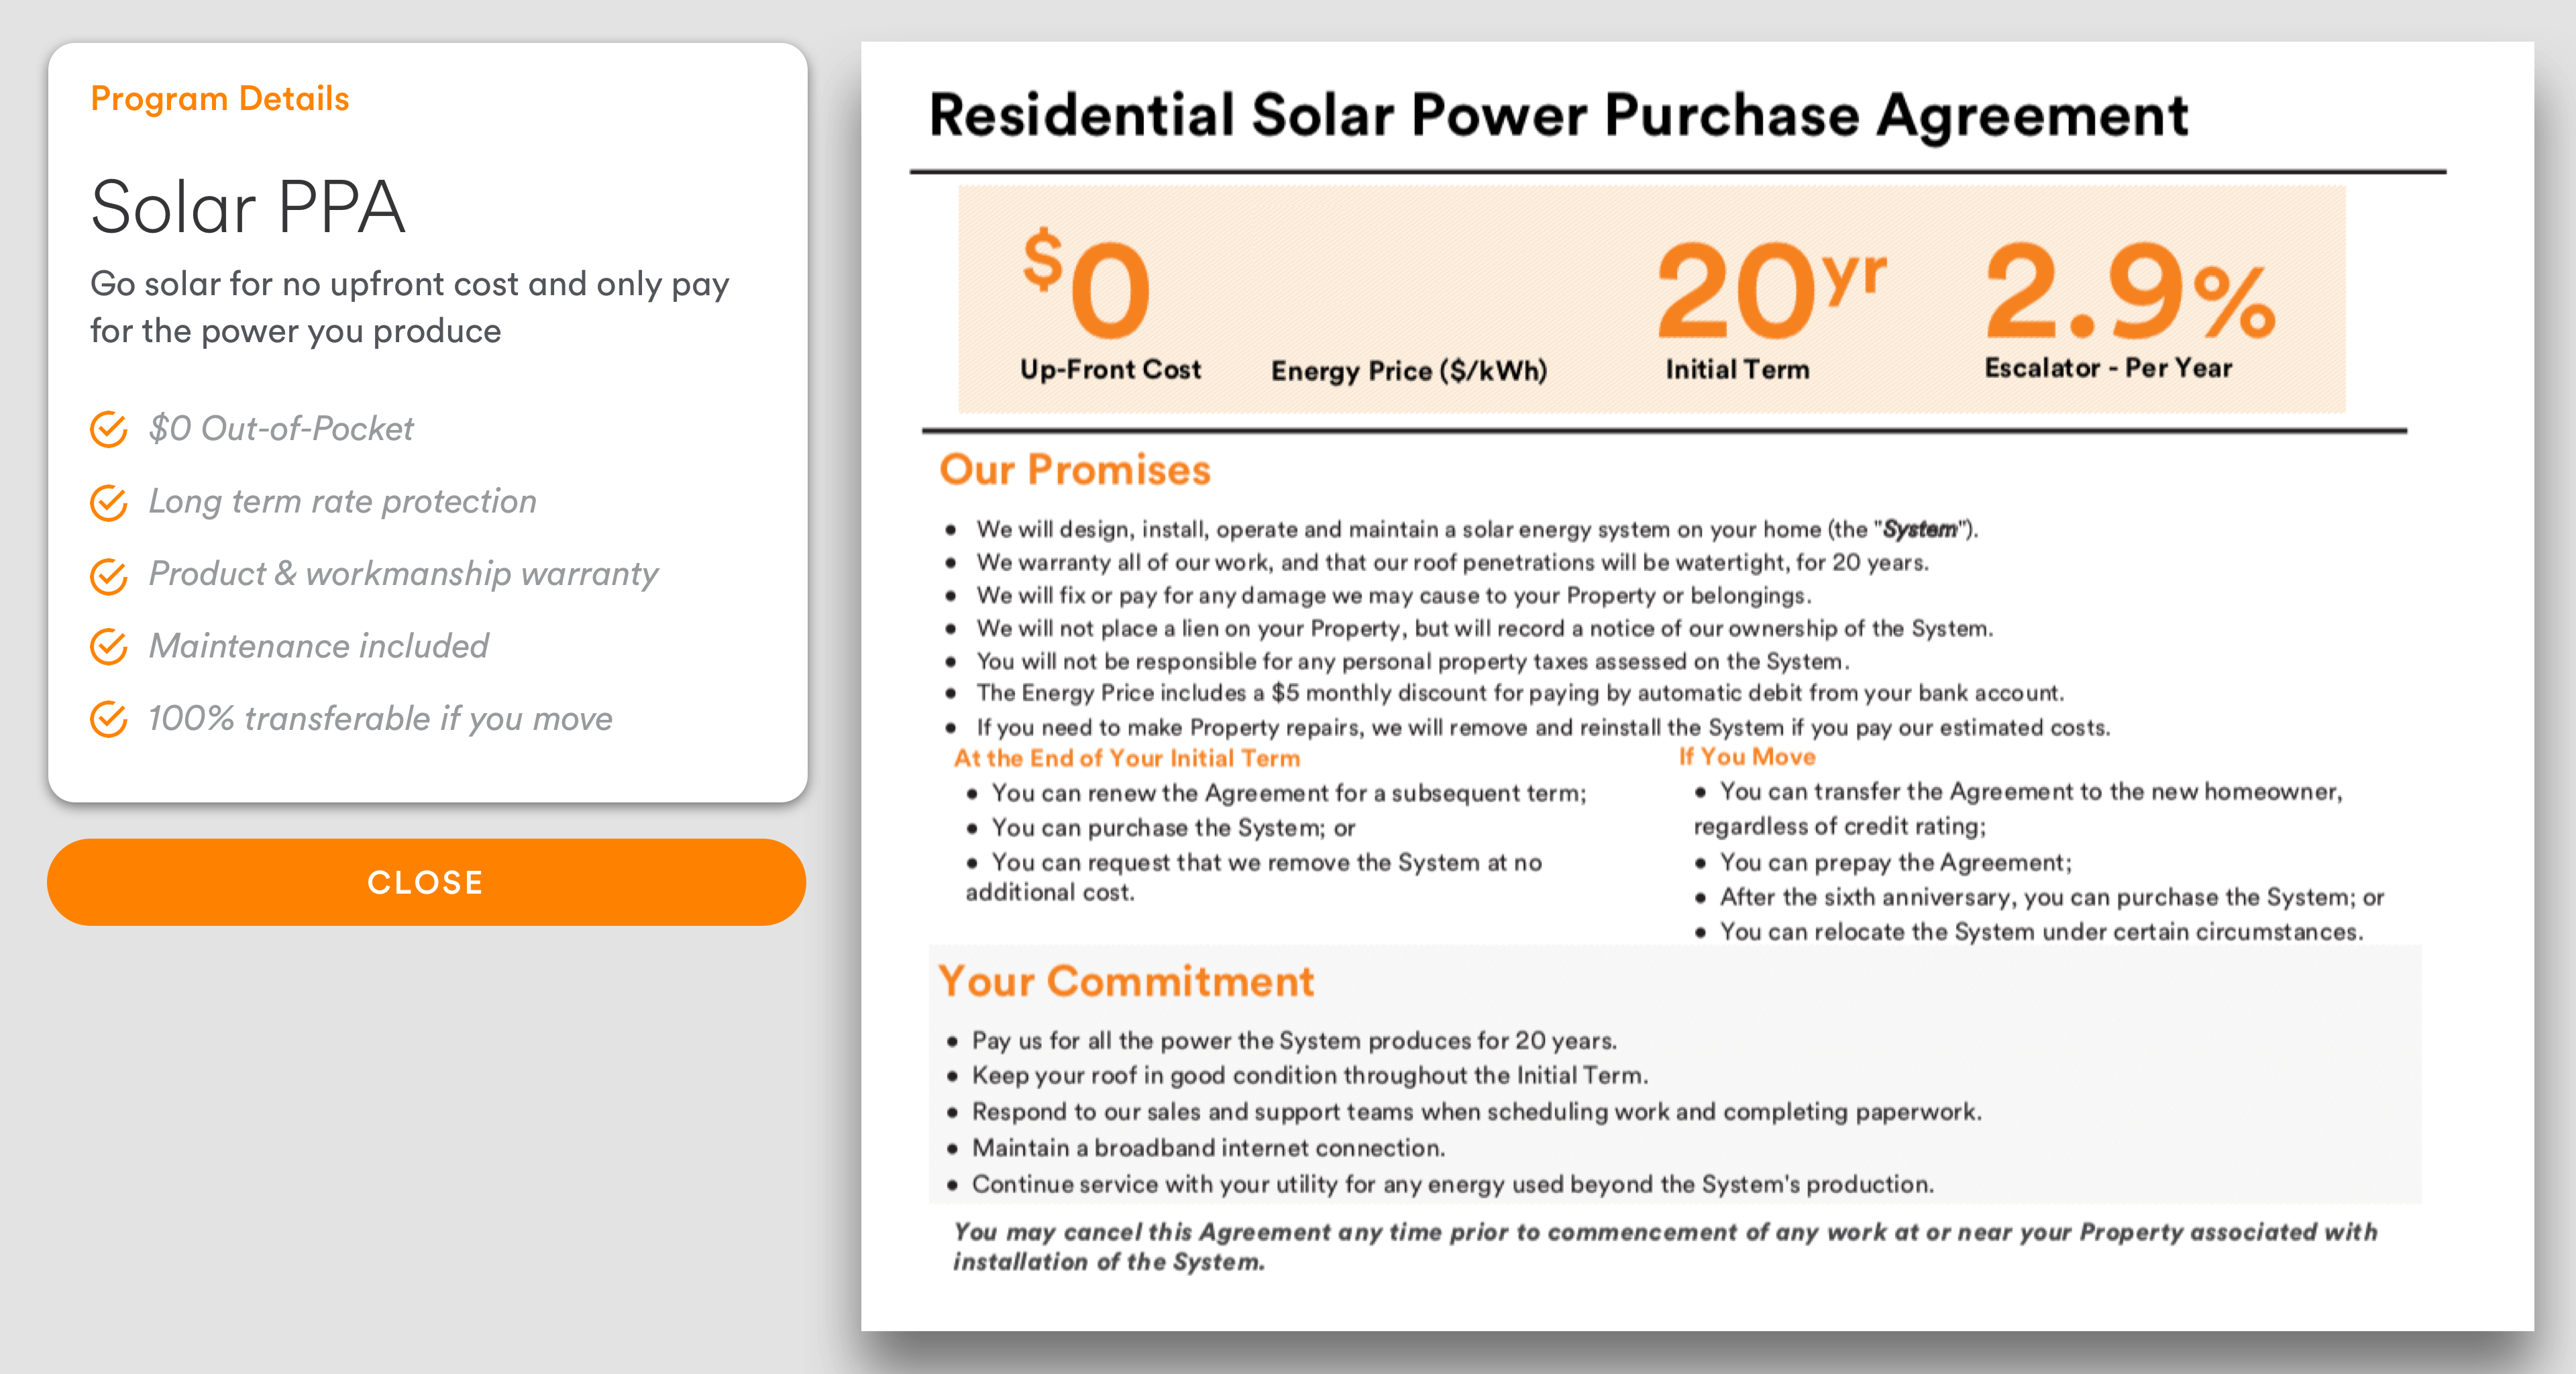 Program Details
Solar PPA
Go solar for no upfront cost and only pay
for the power you produce
$0 Out-of-Pocket
Long term rate protection
Product & workmanship warranty
Maintenance included
100% transferable if you move
CLOSE
Residential Solar Power Purchase Agreement
$0
Up-Front Cost
Energy Price ($/kWh)
20yr
Initial Term
2.9%
Escalator - Per Year
Our Promises
• We will design, install, operate and maintain a solar energy system on your home (the "System").
• We warranty all of our work, and that our roof penetrations will be watertight, for 20 years.
• We will fix or pay for any damage we may cause to your Property or belongings.
• We will not place a lien on your Property, but will record a notice of our ownership of the System.
• You will not be responsible for any personal property taxes assessed on the System.
• The Energy Price includes a $5 monthly discount for paying by automatic debit from your bank account.
• If you need to make Property repairs, we will remove and reinstall the System if you pay our estimated costs.
At the End of Your Initial Term
• You can renew the Agreement for a subsequent term;
• You can purchase the System; or
• You can request that we remove the System at no
additional cost.
If You Move
• You can transfer the Agreement to the new homeowner,
regardless of credit rating;
• You can prepay the Agreement;
• After the sixth anniversary, you can purchase the System; or
• You can relocate the System under certain circumstances.
Your Commitment
• Pay us for all the power the System produces for 20 years.
• Keep your roof in good condition throughout the Initial Term.
• Respond to our sales and support teams when scheduling work and completing paperwork.
• Maintain a broadband internet connection.
• Continue service with your utility for any energy used beyond the System's production.
You may cancel this Agreement any time prior to commencement of any work at or near your Property associated with
installation of the System.